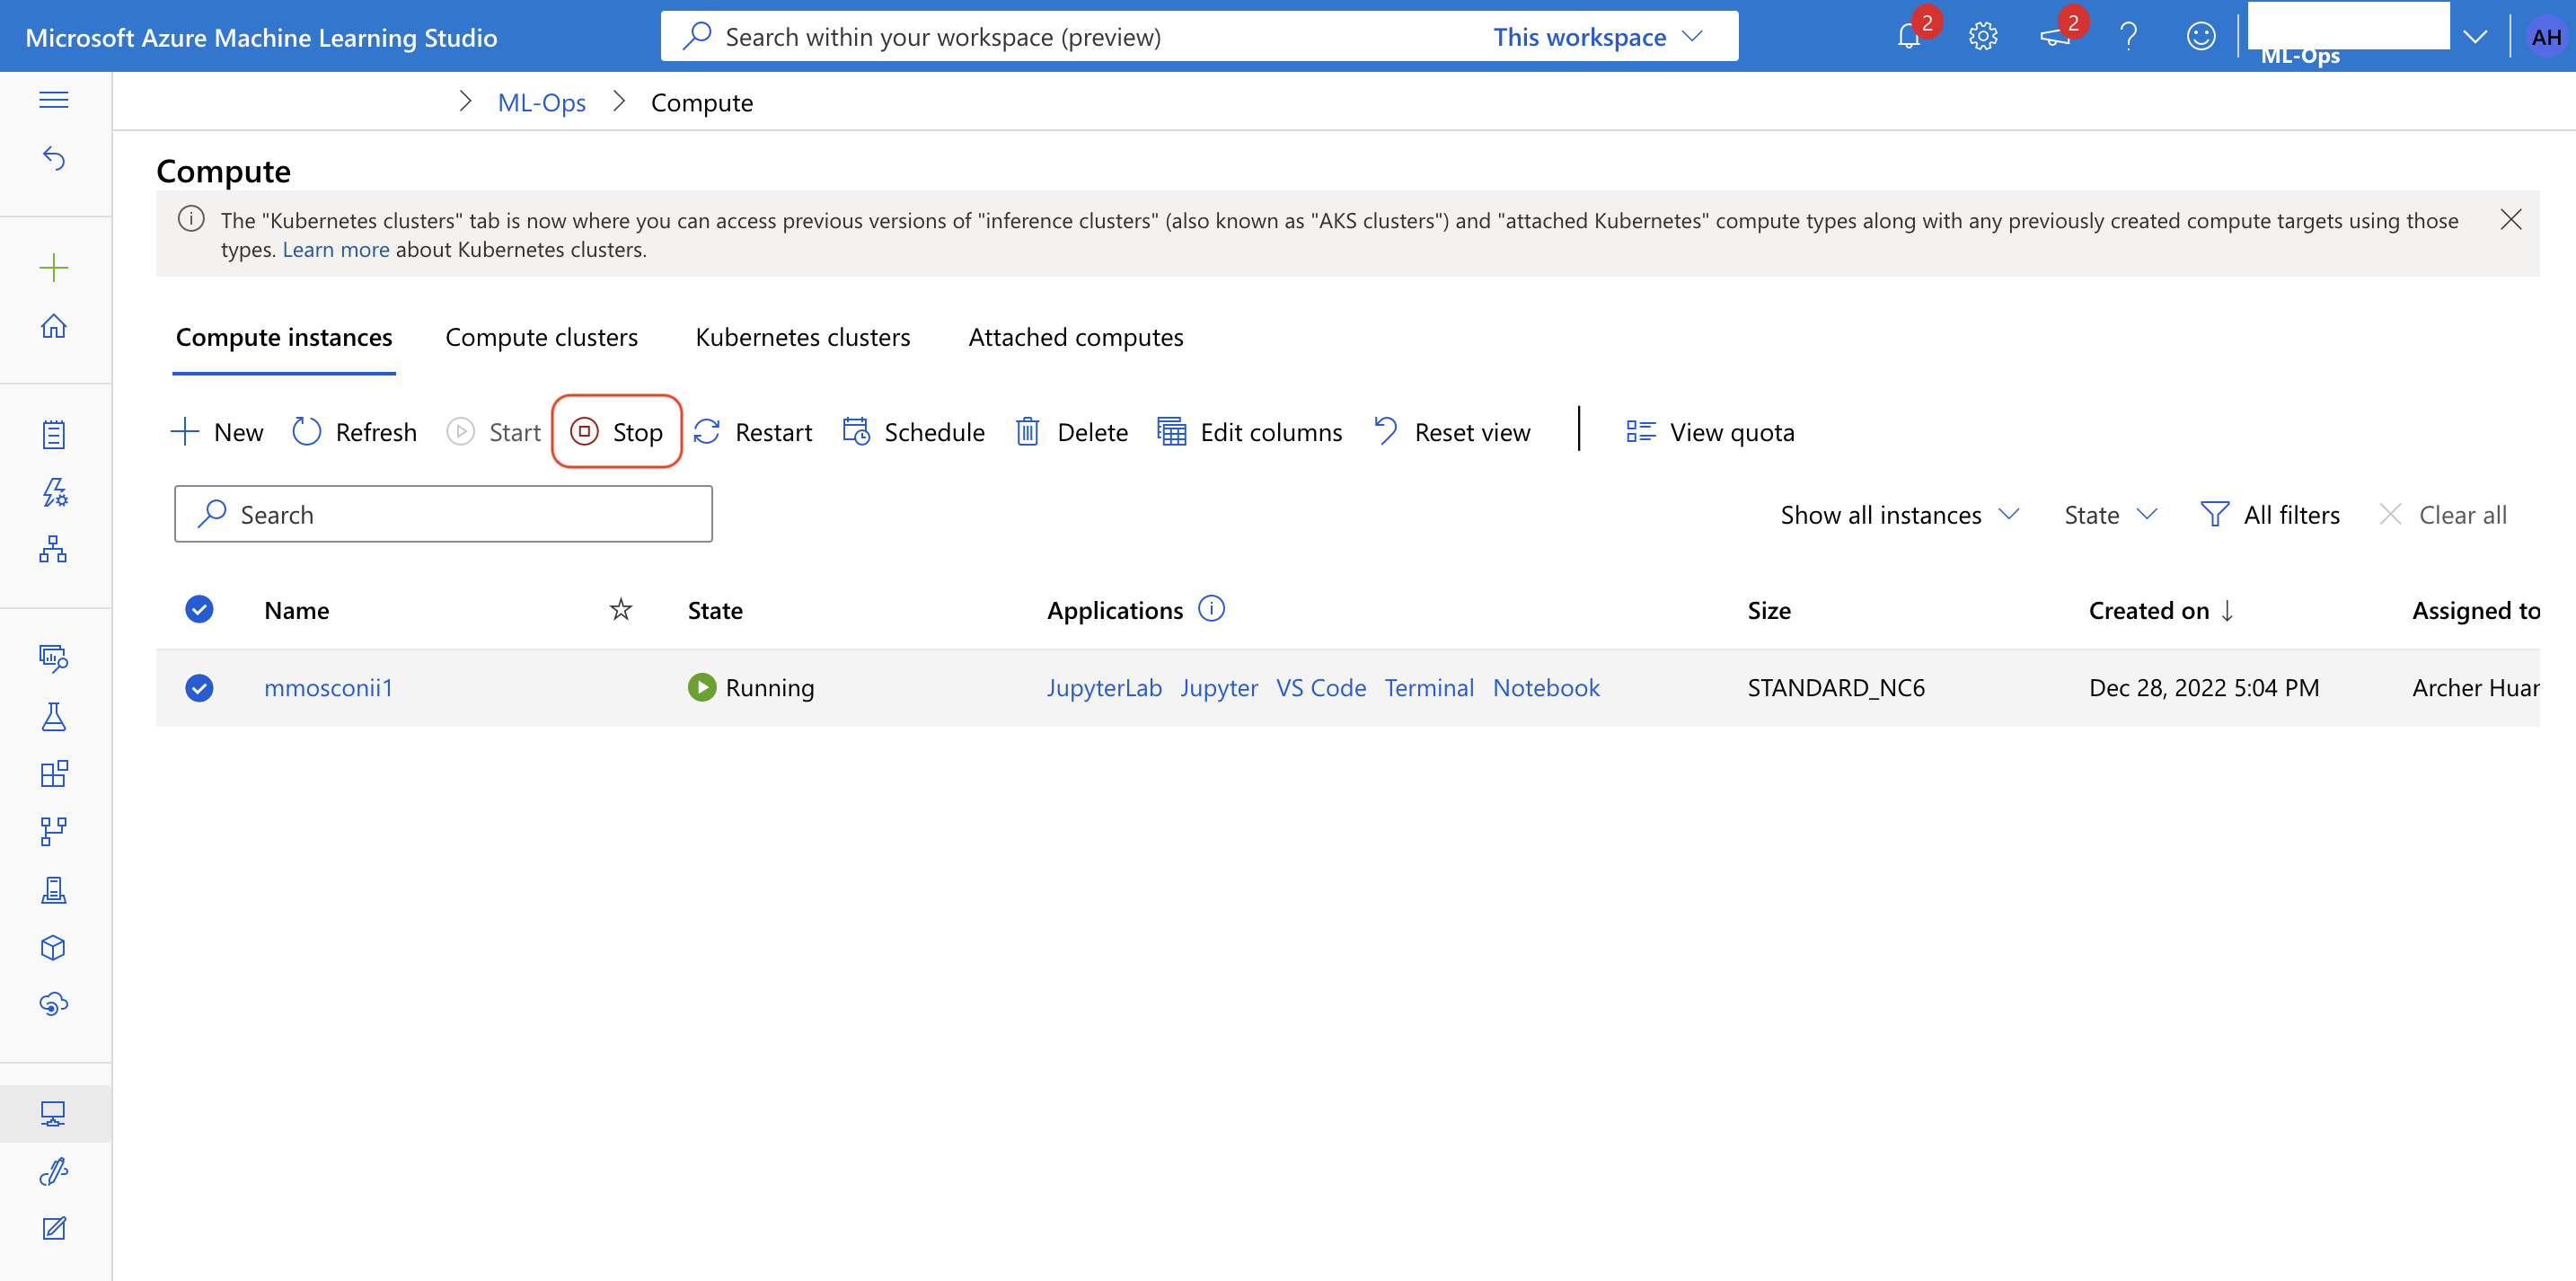 Microsoft Azure Machine Learning Studio
Search within your workspace (preview)
This workspace
2
2
ML-Ops
AH
ML-Ops
Compute
Compute
The "Kubernetes clusters" tab is now where you can access previous versions of "inference clusters" (also known as "AKS clusters") and "attached Kubernetes" compute types along with any previously created compute targets using those
types. Learn more about Kubernetes clusters.
Compute instances Compute clusters Kubernetes clusters Attached computes
New Refresh Start Stop Restart Schedule Delete Edit columns Reset view View quota
Search
Show all instances State All filters Clear all
Name State Applications Size Created on Assigned to
mmosconii1 Running JupyterLab Jupyter VS Code Terminal Notebook STANDARD_NC6 Dec 28, 2022 5:04 PM Archer Huar